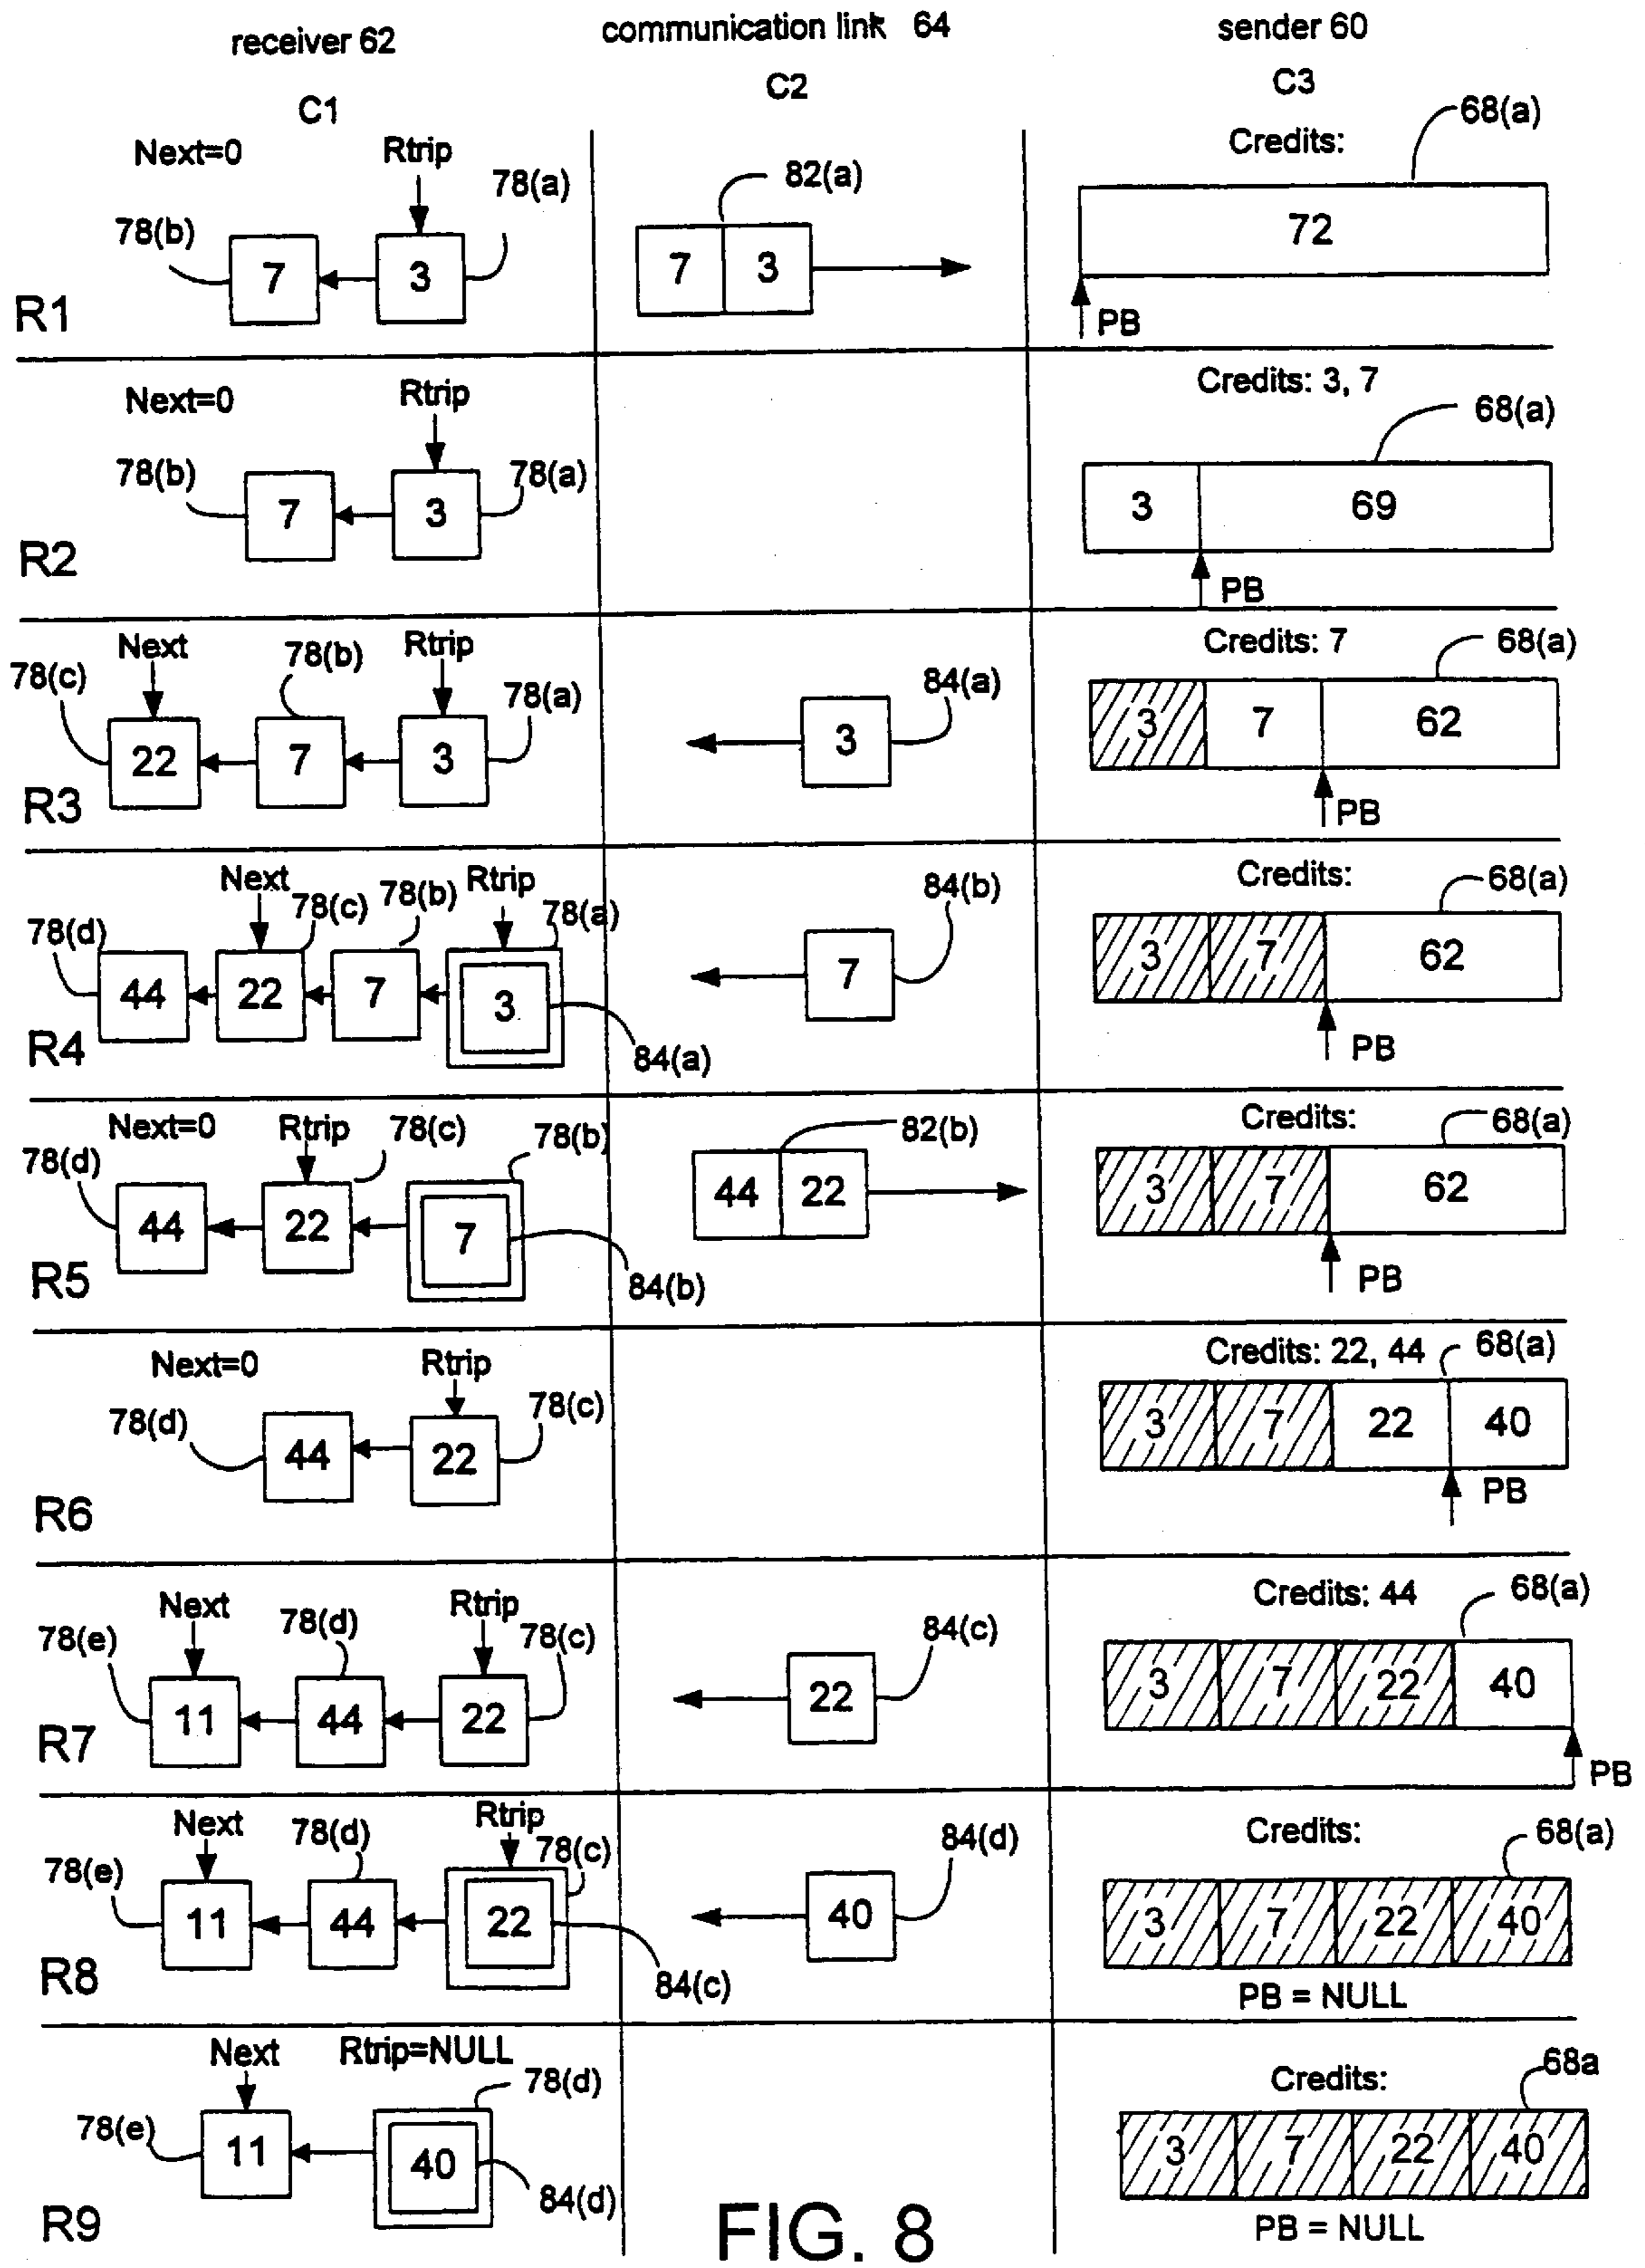 receiver 62 communication link 64 sender 60
C1 C2 C3
Next=0 Rtrip 78(a) 82(a) Credits: 68(a)
78(b) 7 3 7 3 72
R1 PB
Next=0 Rtrip Credits: 3, 7 68(a)
78(b) 7 3 78(a) 3 69
R2 PB
Next 78(b) Rtrip Credits: 7 68(a)
78(c) 78(a) 84(a)
22 7 3 3 3 7 62
R3 PB
Next 78(c) 78(b) Rtrip 78(a) 84(b) Credits: 68(a)
78(d) 44 22 7 3 7 3 7 62
R4 84(a) PB
Next=0 Rtrip 78(c) 78(b) 82(b) Credits: 68(a)
78(d) 44 22 7 44 22 3 7 62
R5 84(b) PB
Next=0 Rtrip Credits: 22, 44 68(a)
78(d) 44 22 78(c) 3 7 22 40
R6 PB
Next 78(d) Rtrip Credits: 44 68(a)
78(e) 78(c) 84(c)
11 44 22 22 3 7 22 40
R7 PB
Next 78(d) Rtrip 78(c) 84(d) Credits: 68(a)
78(e) 11 44 22 40 3 7 22 40
R8 84(c) PB = NULL
Next Rtrip=NULL 78(d) Credits: 68a
78(e) 11 40 3 7 22 40
R9 84(d) PB = NULL
FIG. 8